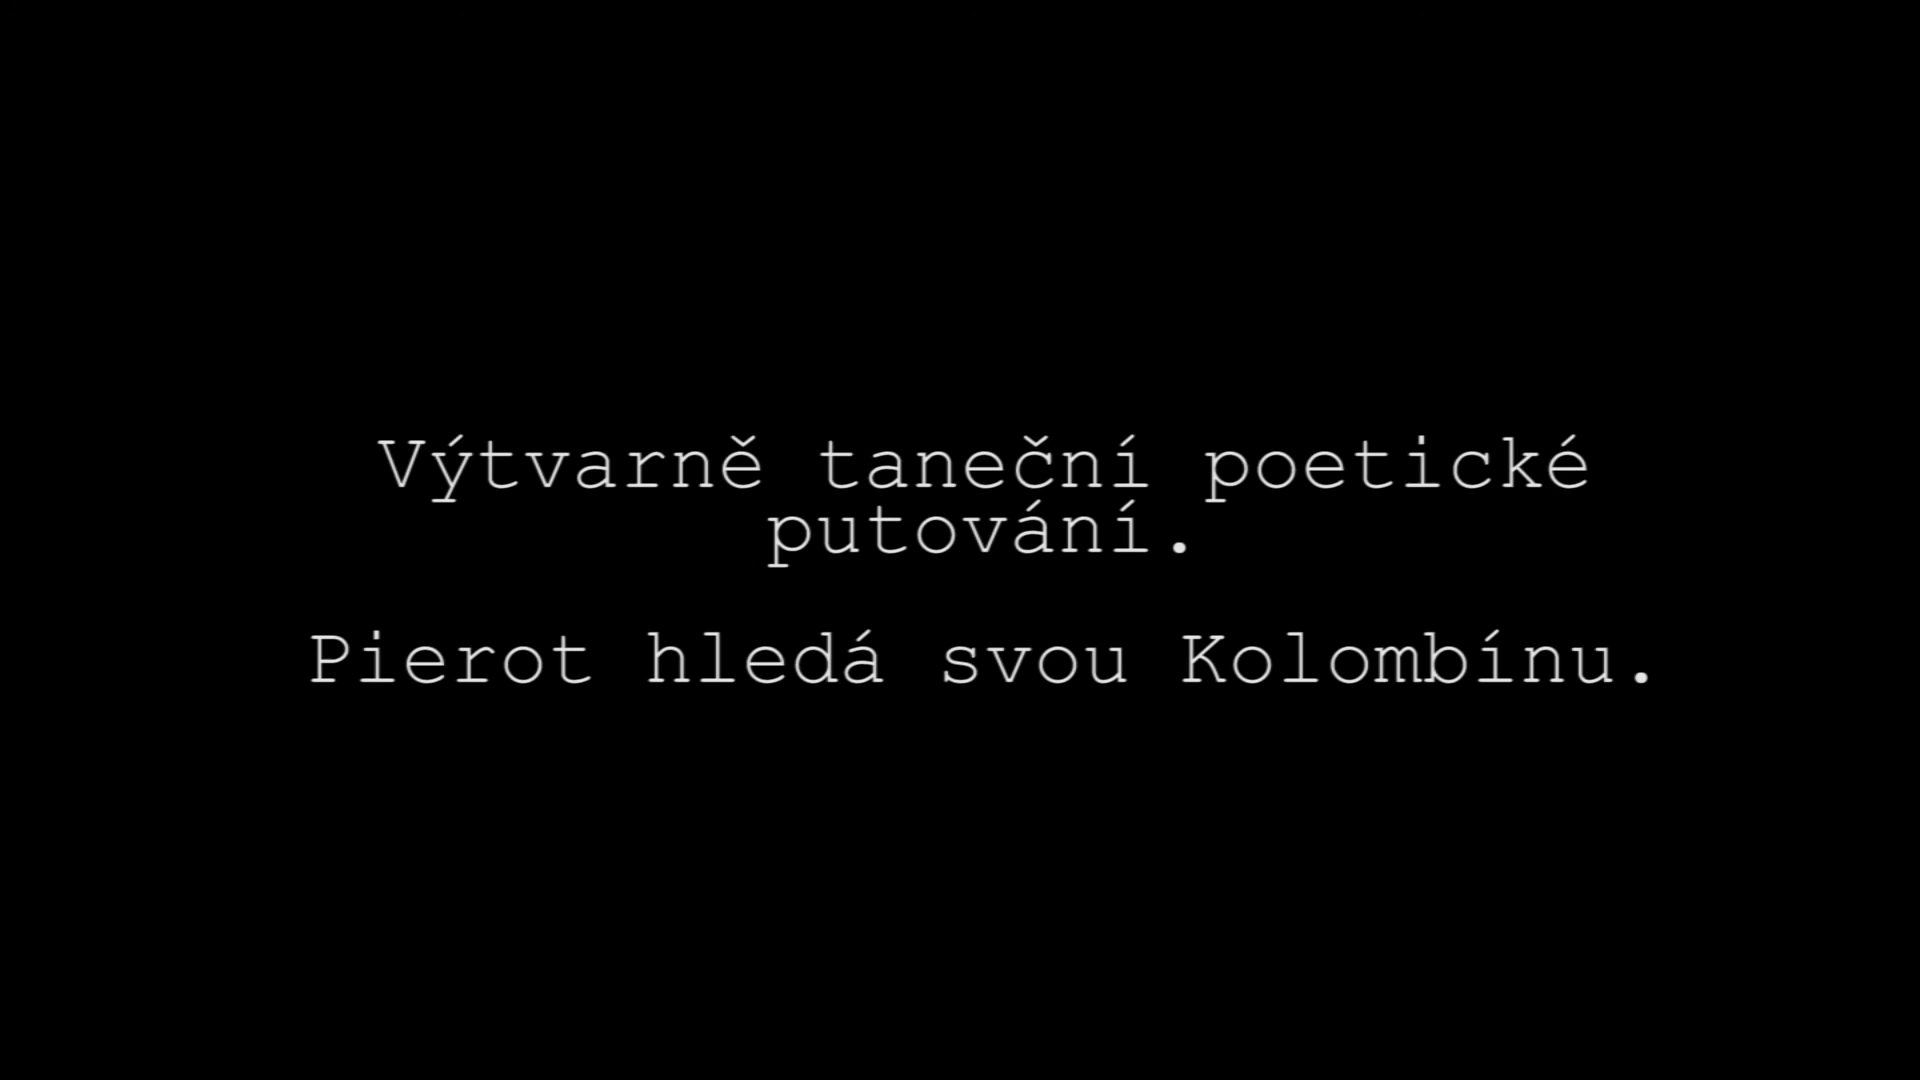 Výtvarně taneční poetické
putování.
Pierot hledá svou Kolombínu.